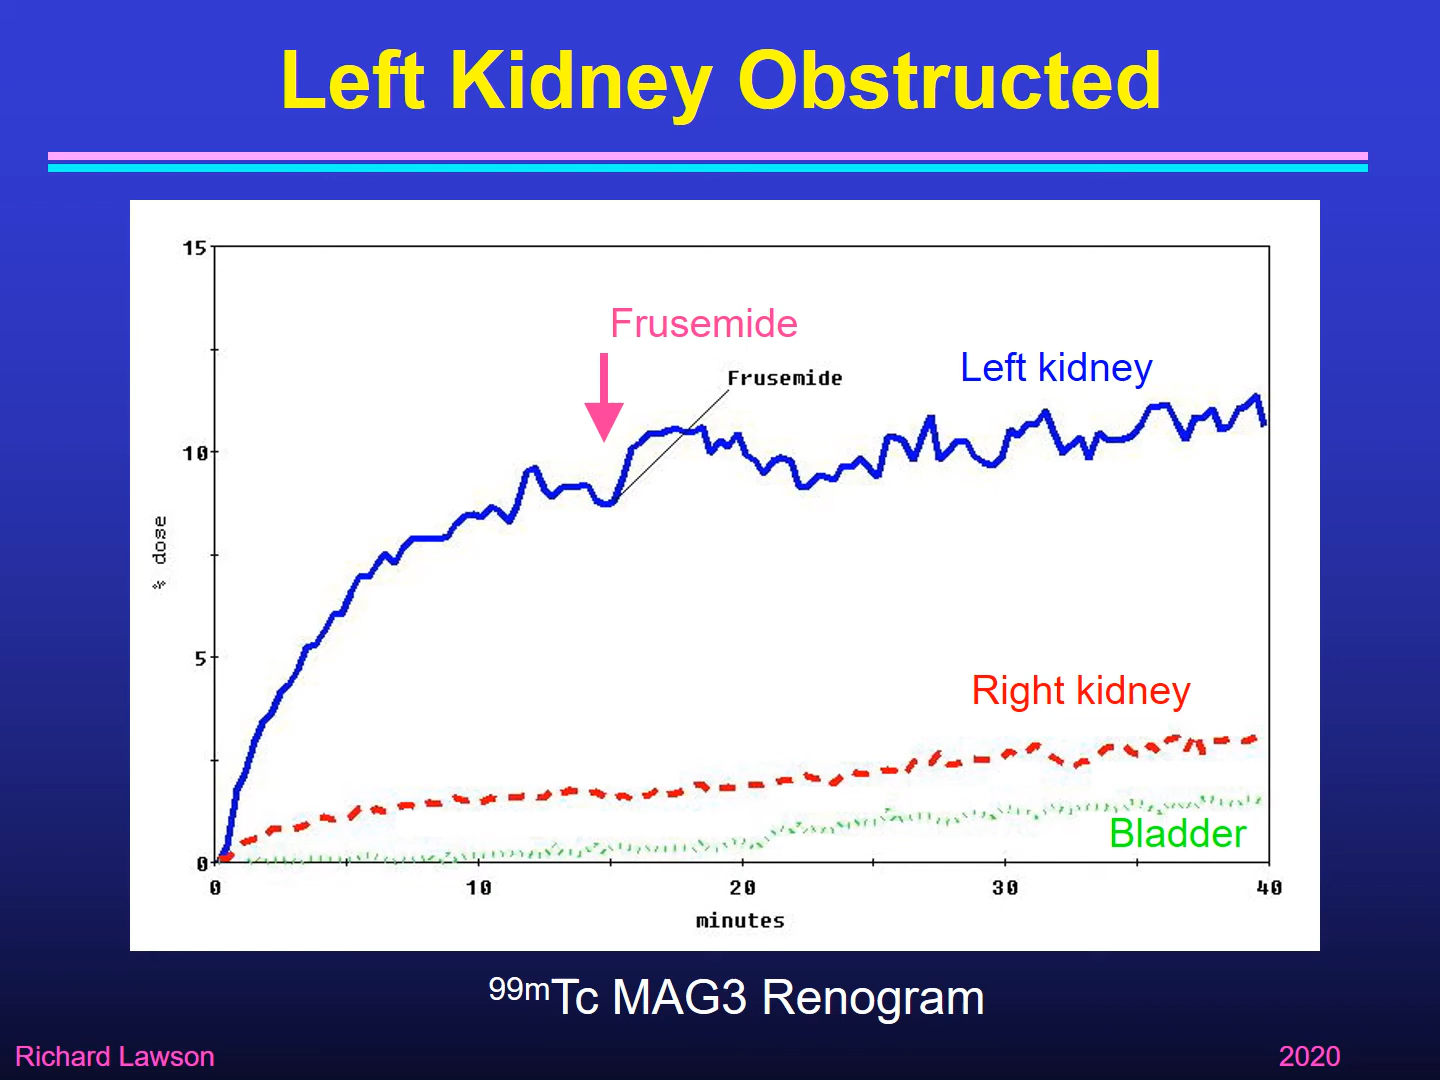 Left Kidney Obstructed
15
Frusemide
Left kidney
Frusemide
10
% dose
5
Right kidney
Bladder
0
0 10 20 30 40
minutes
99mTc MAG3 Renogram
Richard Lawson 2020